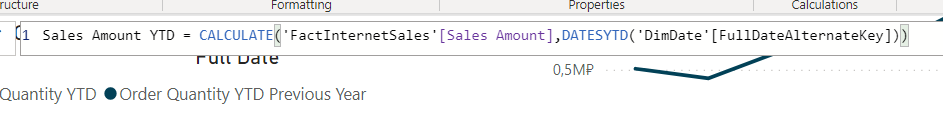 ructure Formatting Properties Calculations
1 Sales Amount YTD = CALCULATE('FactInternetSales'[Sales Amount],DATESYTD('DimDate'[FullDateAlternateKey]))
Full Date
0,5M₽
Quantity YTD Order Quantity YTD Previous Year